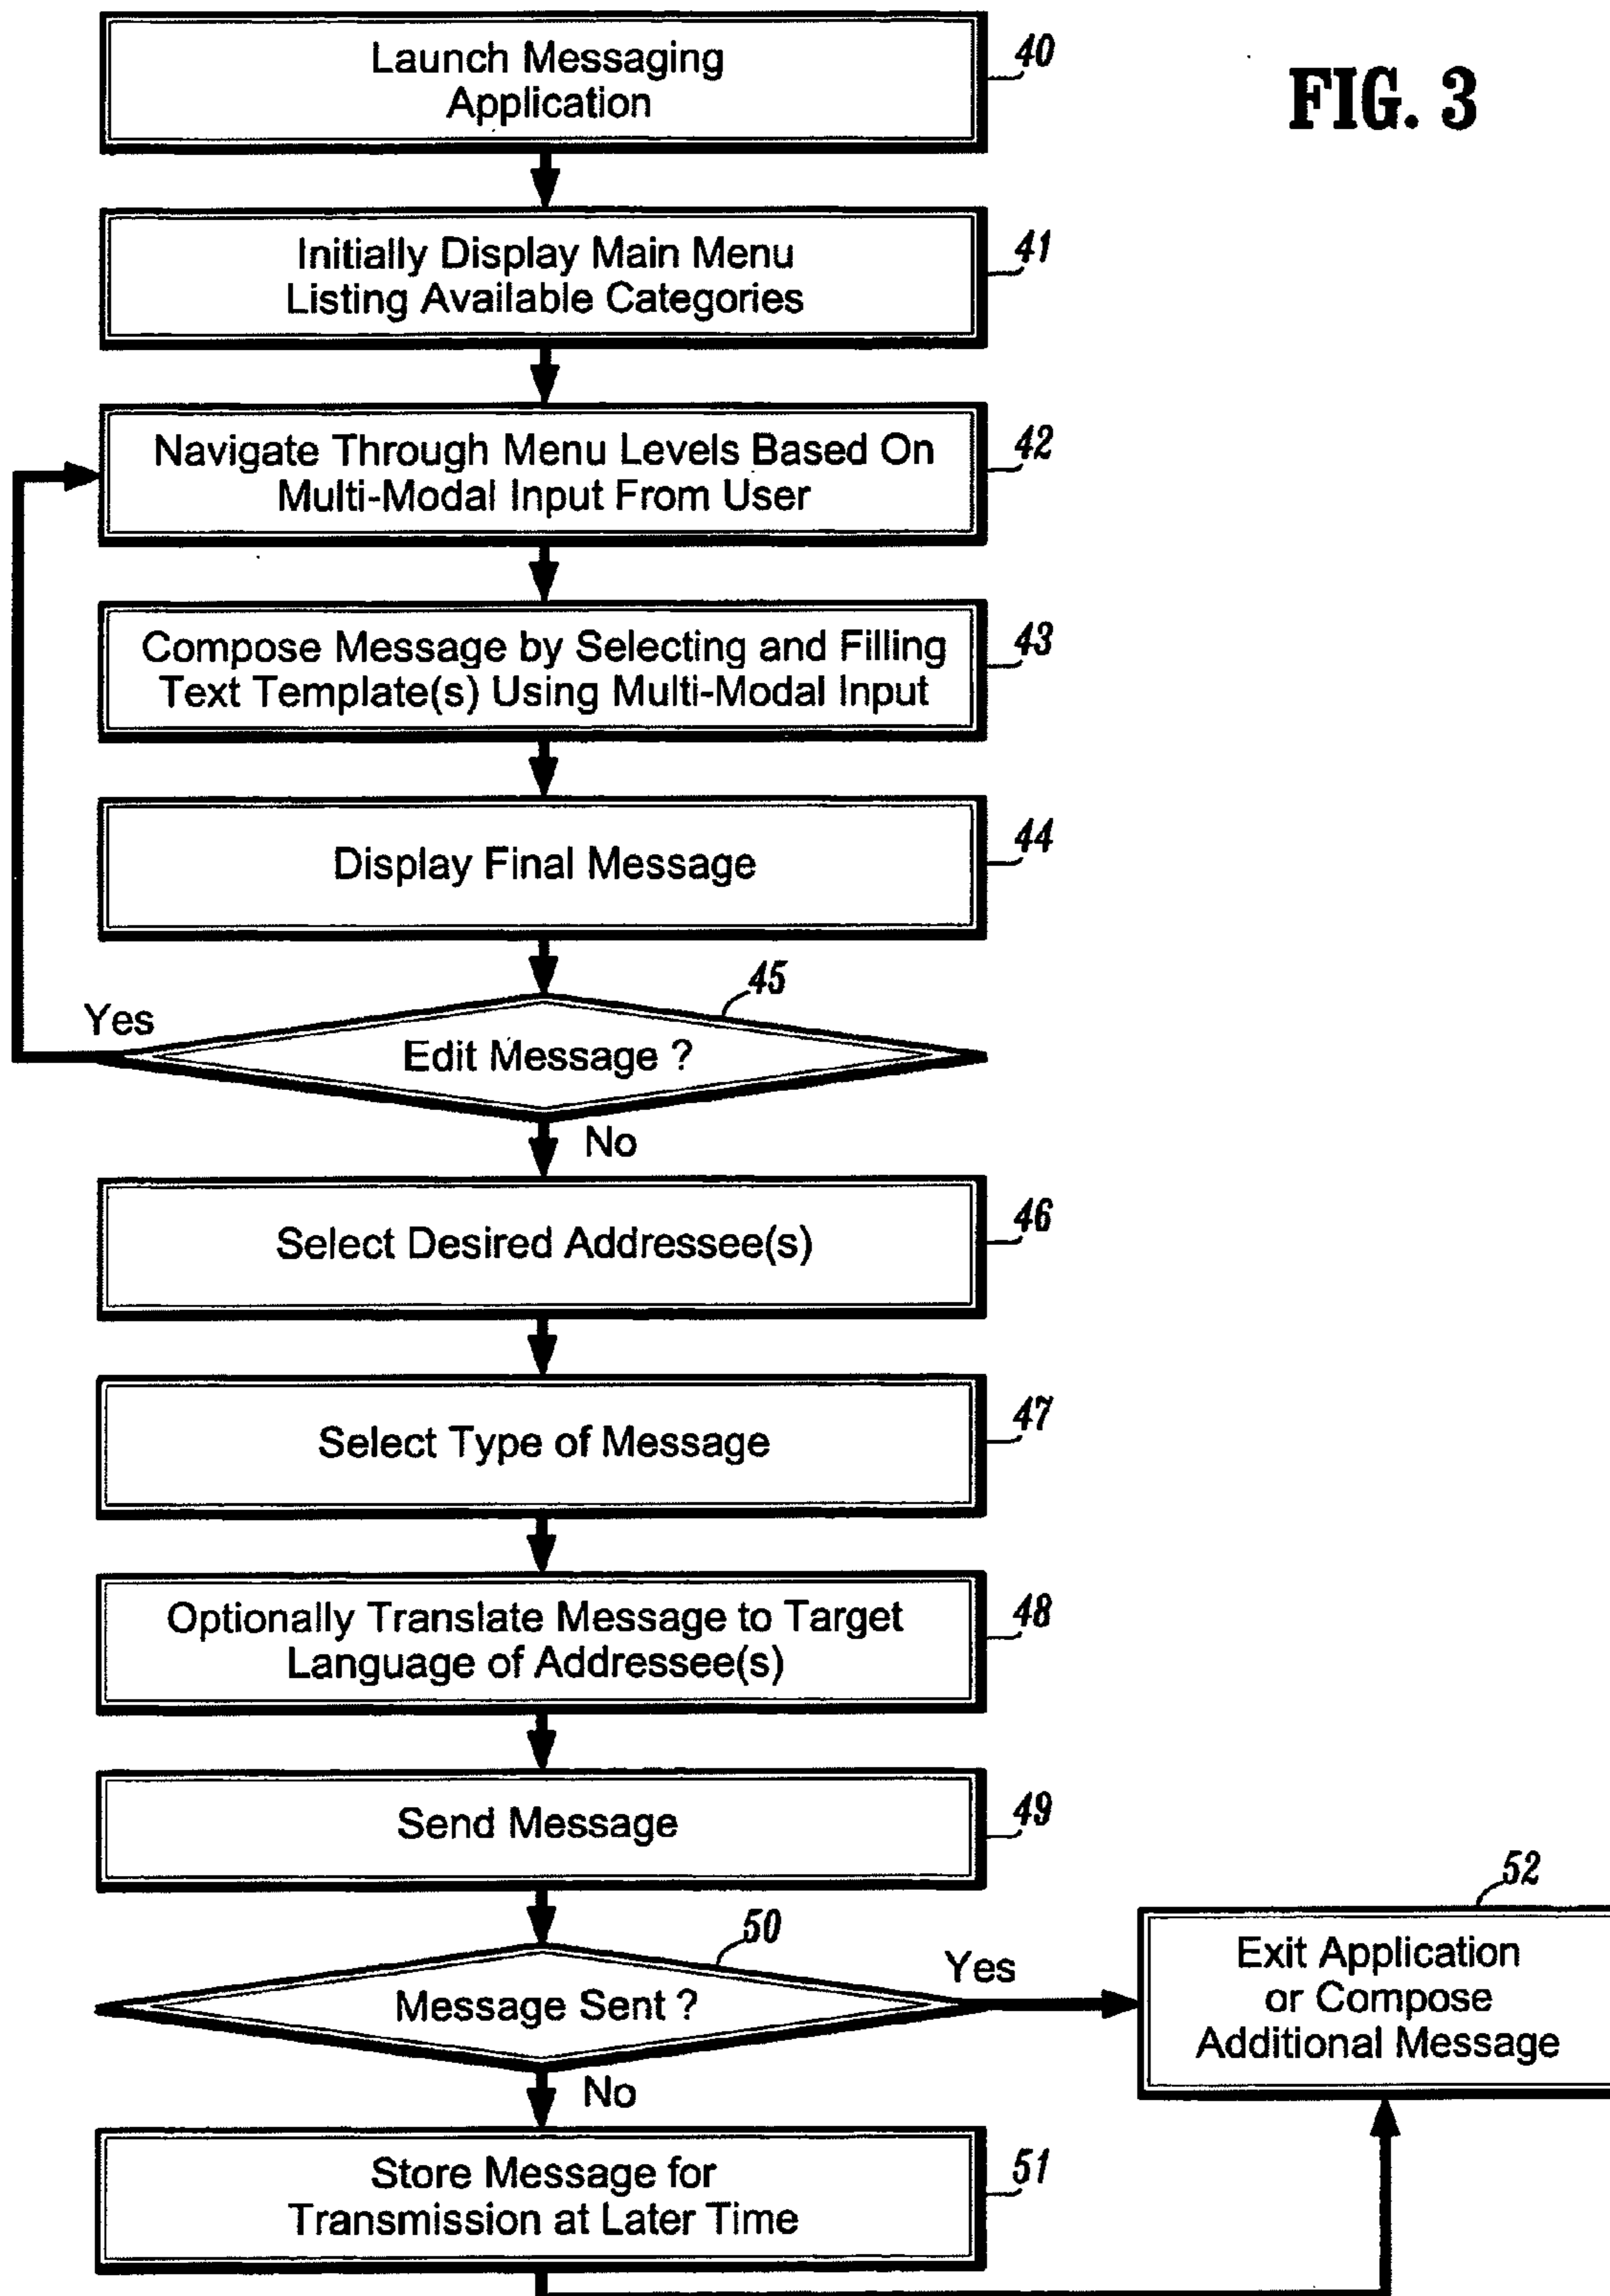 FIG. 3
Launch Messaging
Application
40
Initially Display Main Menu
Listing Available Categories
41
Navigate Through Menu Levels Based On
Multi-Modal Input From User
42
Compose Message by Selecting and Filling
Text Template(s) Using Multi-Modal Input
43
Display Final Message
44
45
Yes
Edit Message ?
No
Select Desired Addressee(s)
46
Select Type of Message
47
Optionally Translate Message to Target
Language of Addressee(s)
48
Send Message
49
50
Message Sent ?
Yes
52
Exit Application
or Compose
Additional Message
No
Store Message for
Transmission at Later Time
51